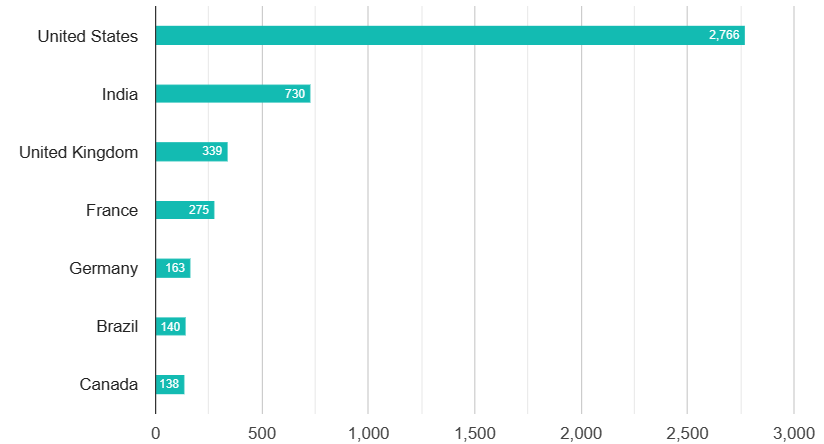 United States 2,766
India 730
United Kingdom 339
France 275
Germany 163
Brazil 140
Canada 138
0 500 1,000 1,500 2,000 2,500 3,000